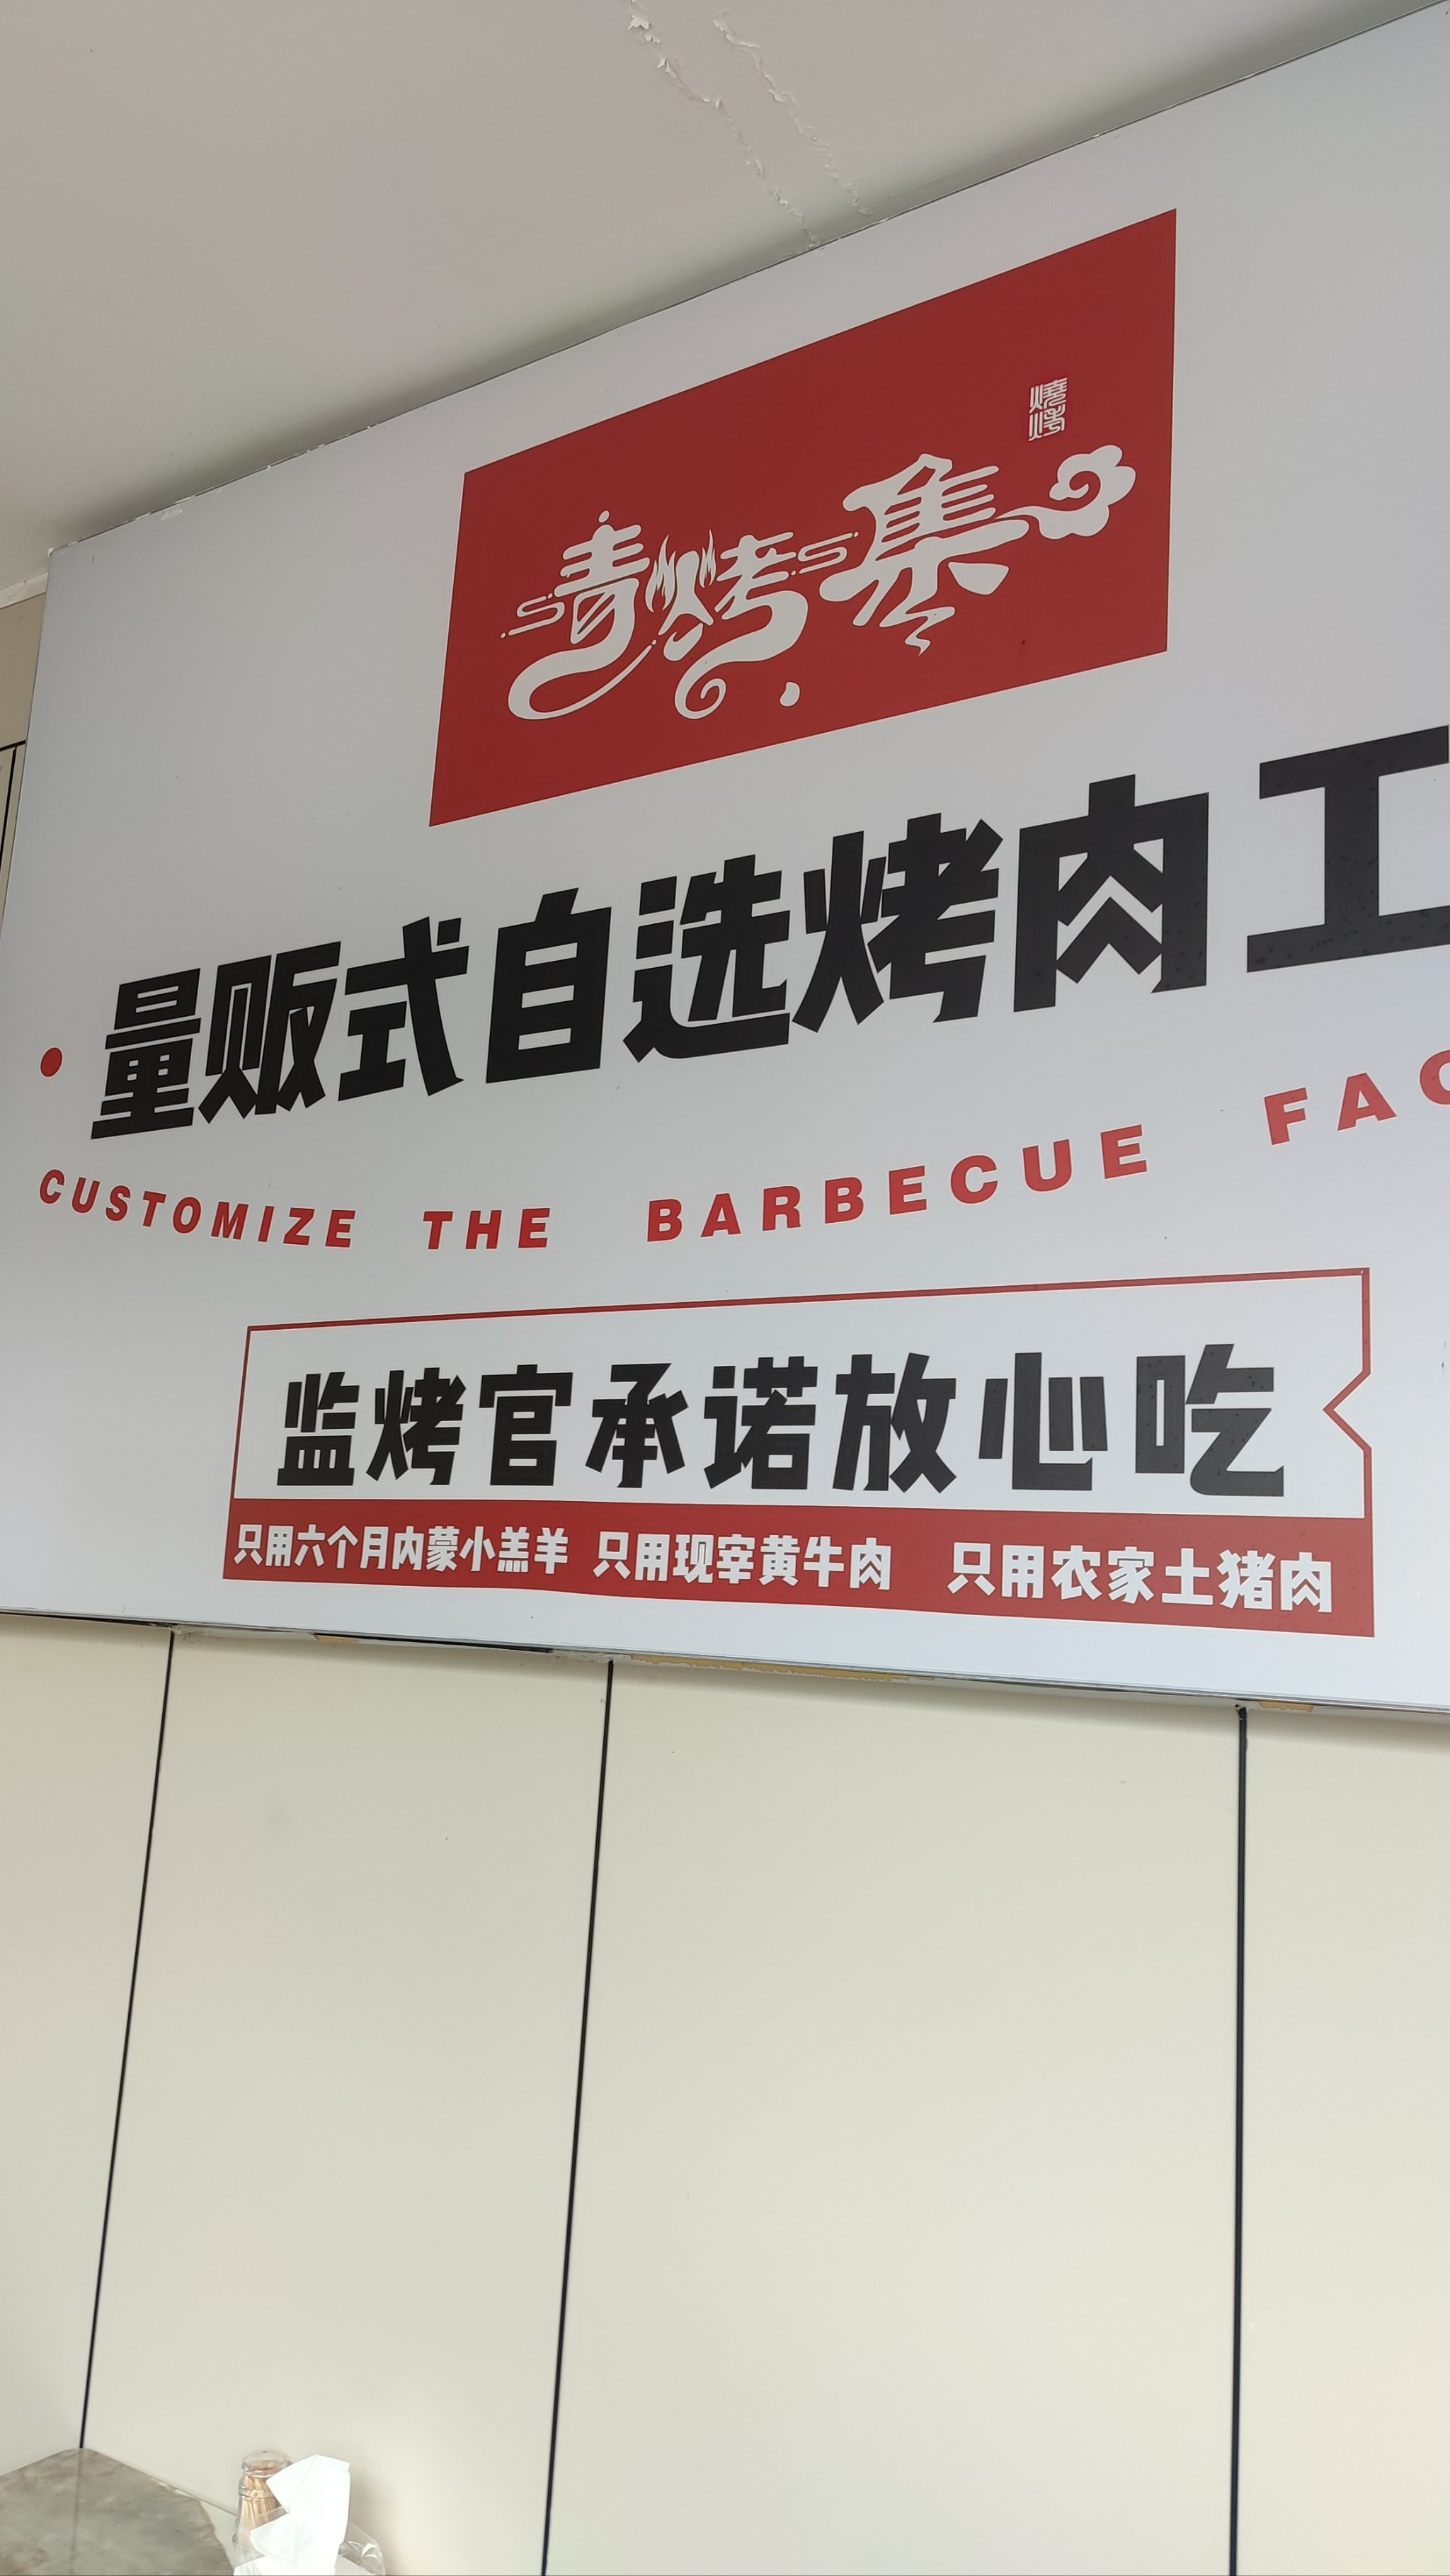 燒烤
青烤集
量贩式自选烤肉工
CUSTOMIZE THE BARBECUE FAC
监烤官承诺放心吃
只用六个月内蒙小羔羊 只用现宰黄牛肉 只用农家土猪肉